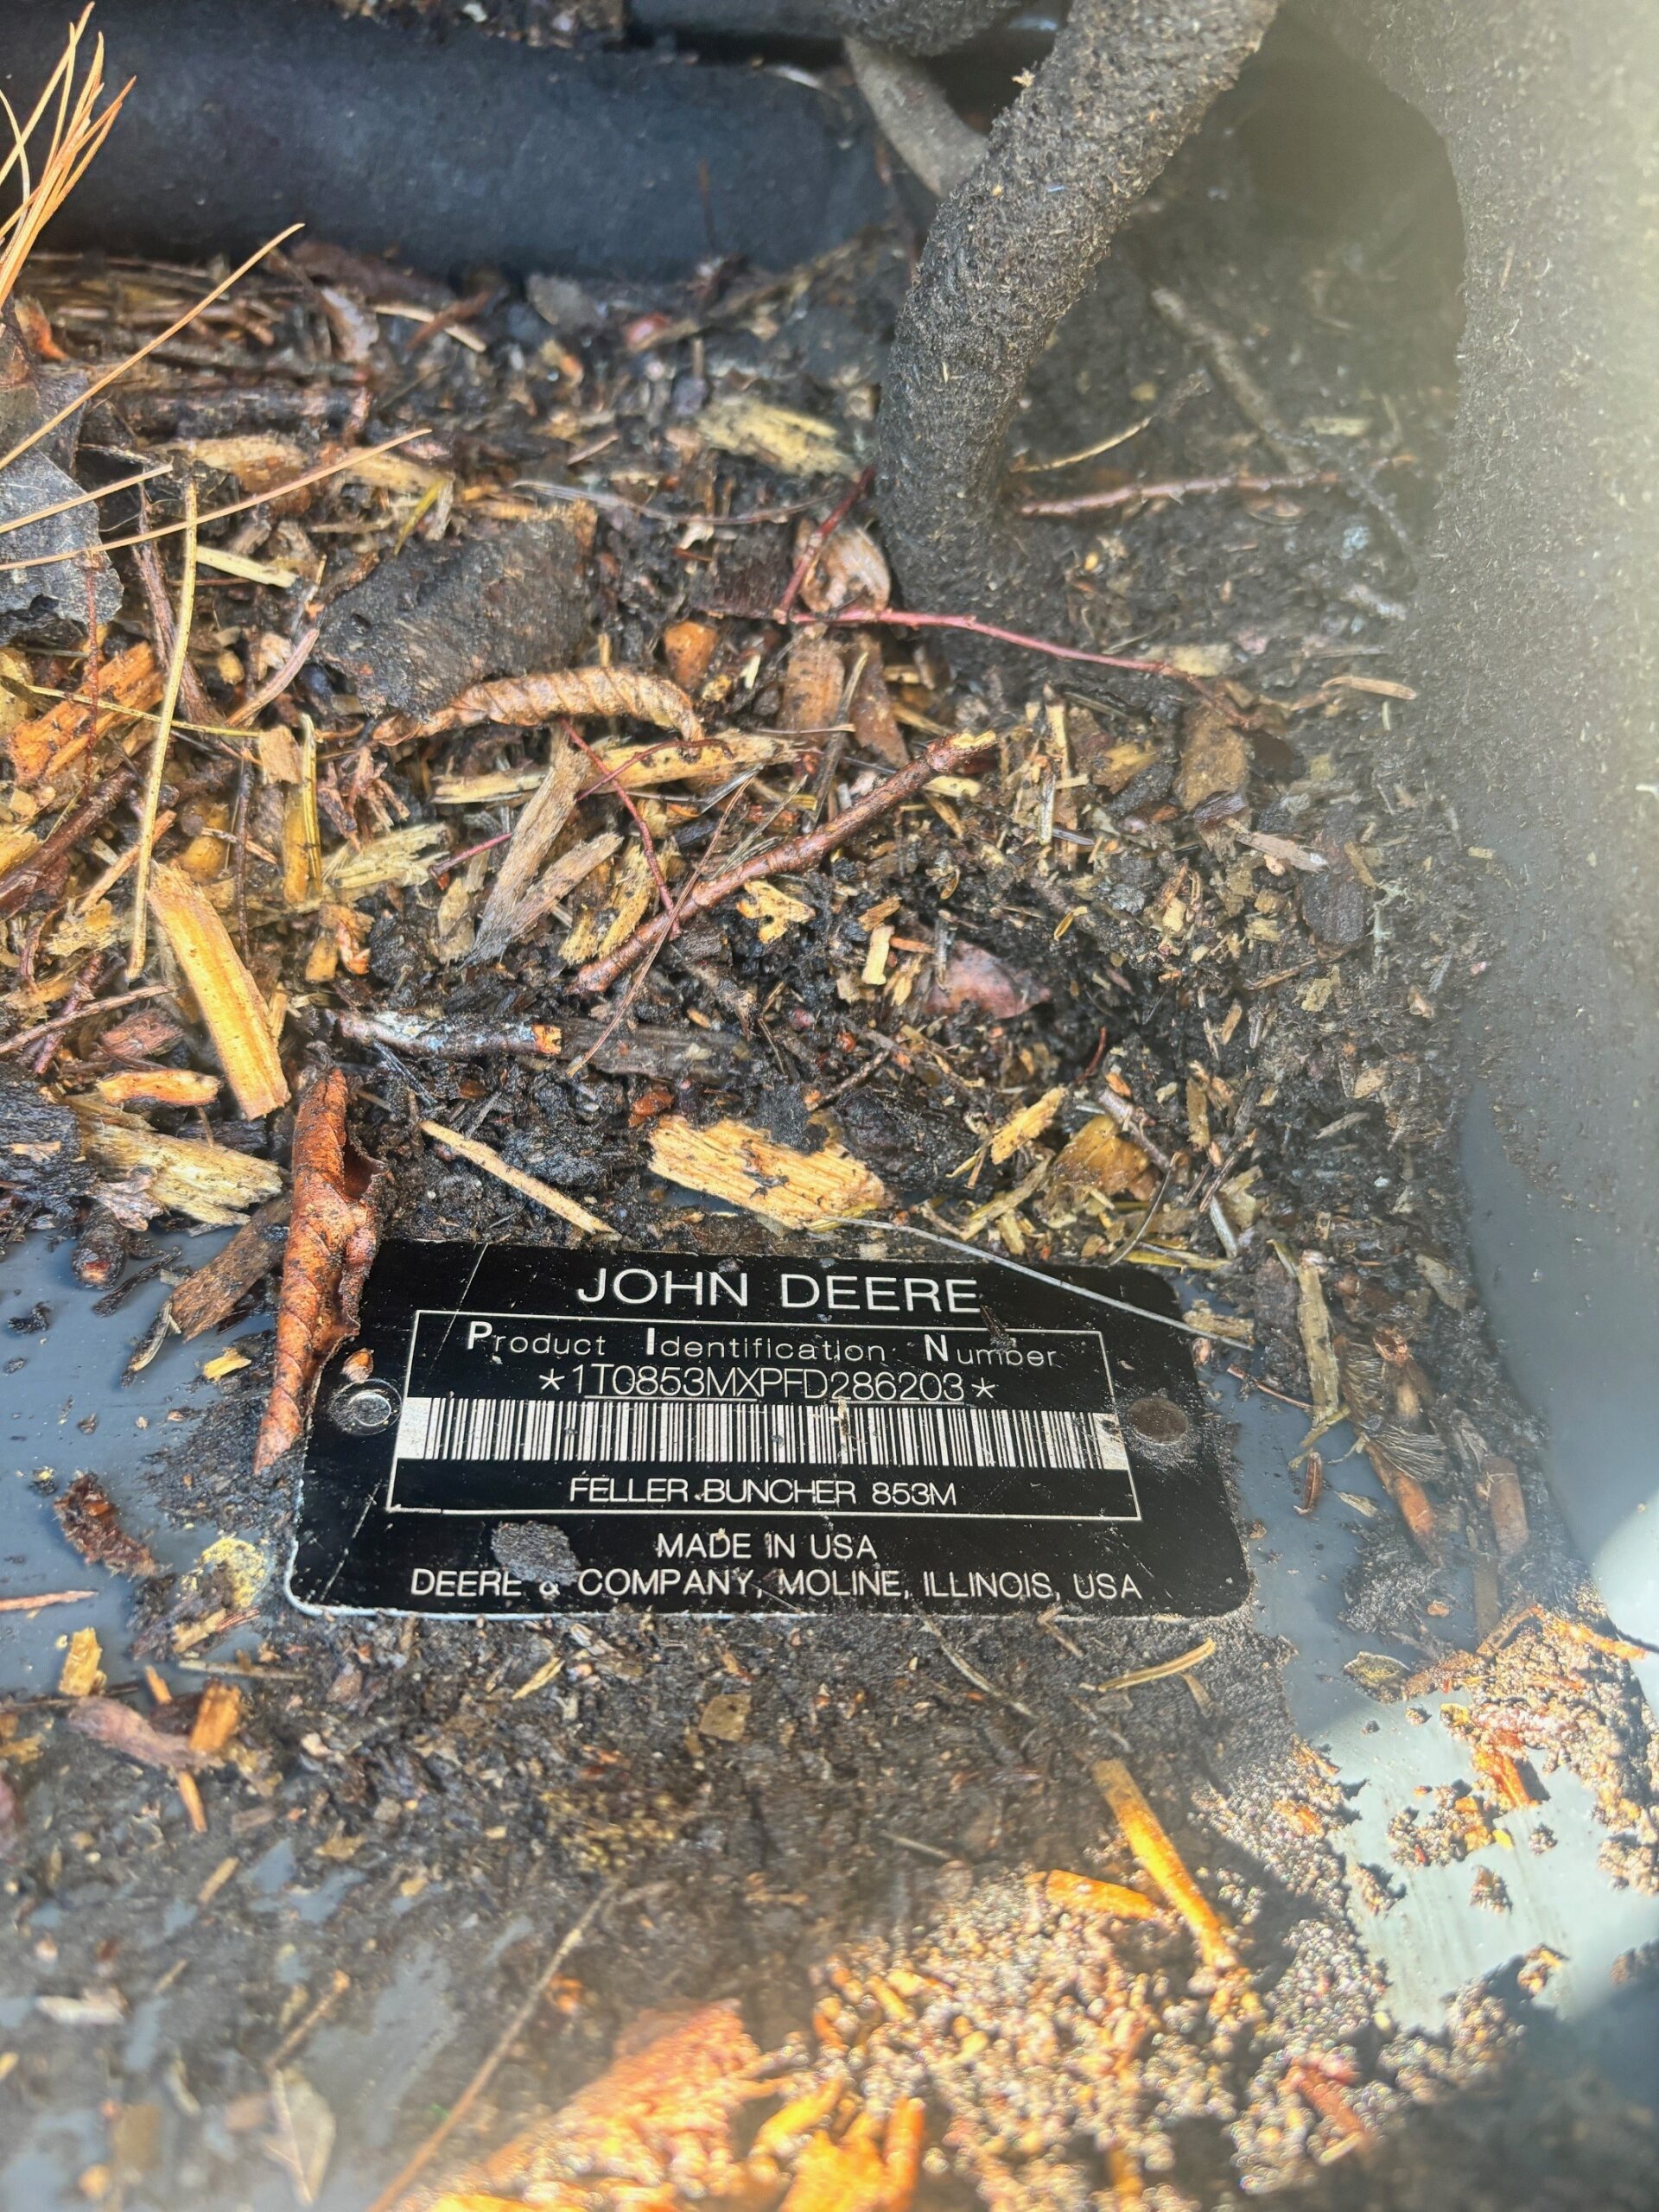 JOHN DEERE
Product Identification Number
*1T0853MXPFD286203*
FELLER BUNCHER 853M
MADE IN USA
DEERE & COMPANY, MOLINE, ILLINOIS, USA